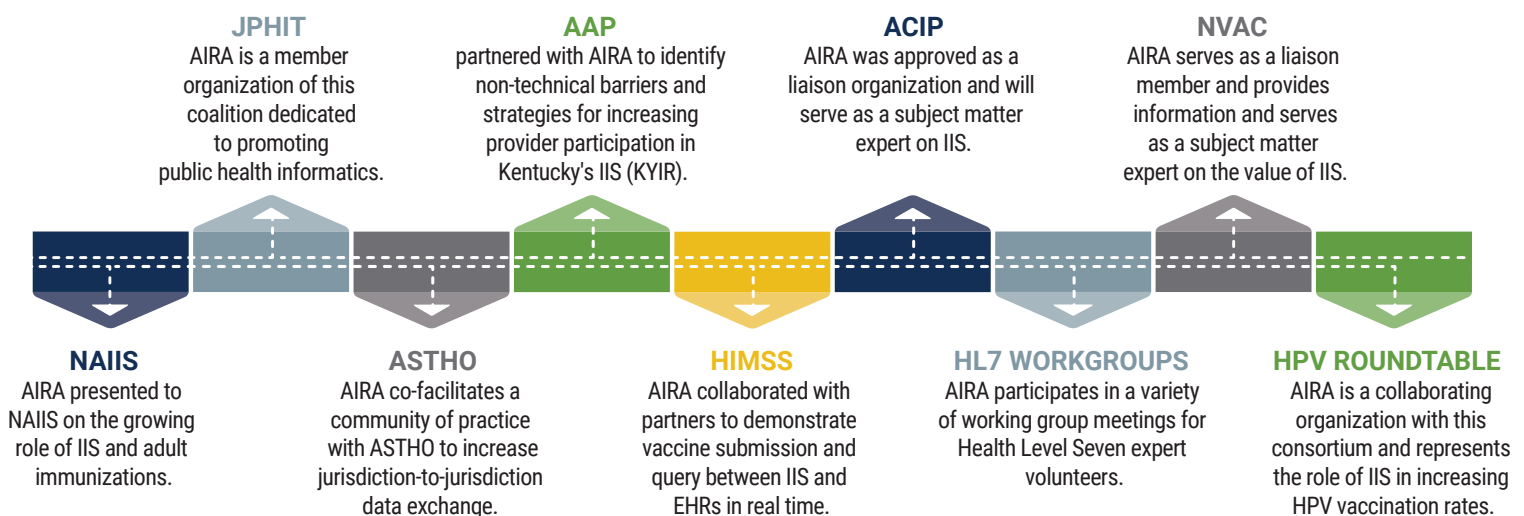 JPHIT
AIRA is a member
organization of this
coalition dedicated
to promoting
public health informatics.
AAP
partnered with AIRA to identify
non-technical barriers and
strategies for increasing
provider participation in
Kentucky's IIS (KYIR).
ACIP
AIRA was approved as a
liaison organization and will
serve as a subject matter
expert on IIS.
NVAC
AIRA serves as a liaison
member and provides
information and serves
as a subject matter
expert on the value of IIS.
NAIIS
AIRA presented to
NAIIS on the growing
role of IIS and adult
immunizations.
ASTHO
AIRA co-facilitates a
community of practice
with ASTHO to increase
jurisdiction-to-jurisdiction
data exchange.
HIMSS
AIRA collaborated with
partners to demonstrate
vaccine submission and
query between IIS and
EHRs in real time.
HL7 WORKGROUPS
AIRA participates in a variety
of working group meetings for
Health Level Seven expert
volunteers.
HPV ROUNDTABLE
AIRA is a collaborating
organization with this
consortium and represents
the role of IIS in increasing
HPV vaccination rates.